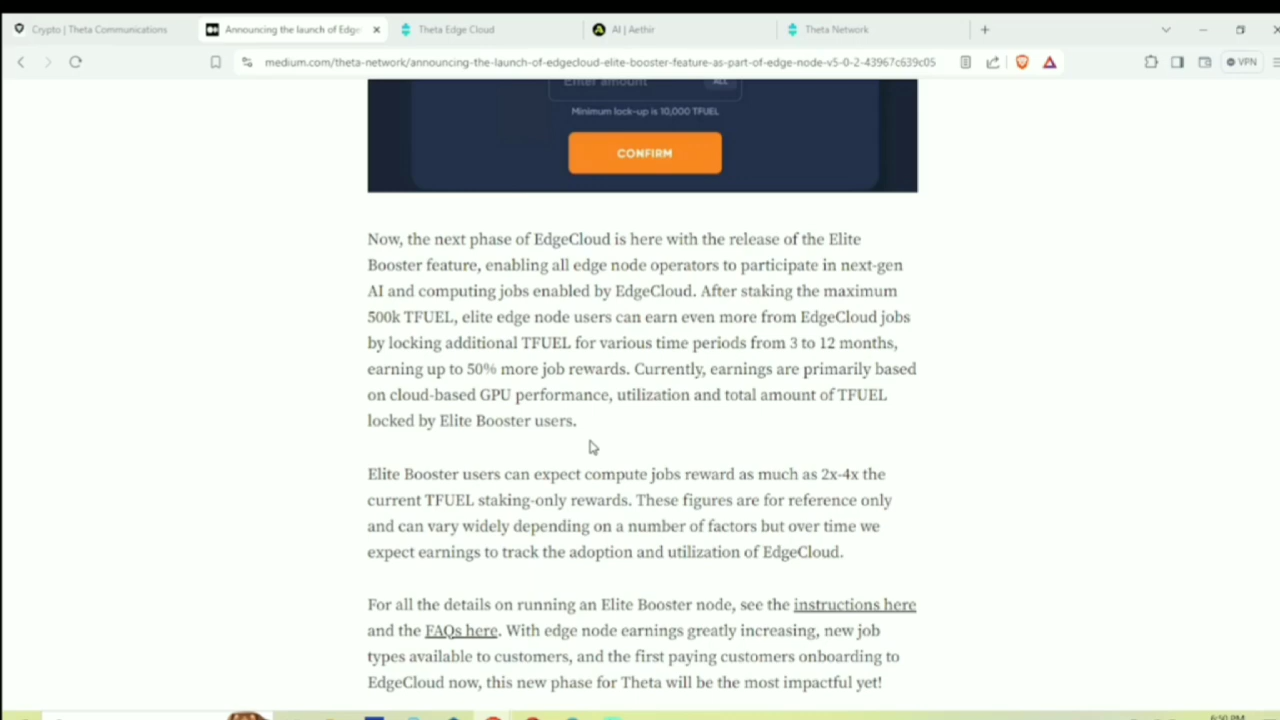 Crypto | Theta Communications
Announcing the launch of Edge
Theta Edge Cloud
AI | Aethir
Theta Network
medium.com/theta-network/announcing-the-launch-of-edgecloud-elite-booster-feature-as-part-of-edge-node-v5-0-2-43967c639c05
VPN
Enter amount
ALL
Minimum lock-up is 10,000 TFUEL
CONFIRM
Now, the next phase of EdgeCloud is here with the release of the Elite
Booster feature, enabling all edge node operators to participate in next-gen
AI and computing jobs enabled by EdgeCloud. After staking the maximum
500k TFUEL, elite edge node users can earn even more from EdgeCloud jobs
by locking additional TFUEL for various time periods from 3 to 12 months,
earning up to 50% more job rewards. Currently, earnings are primarily based
on cloud-based GPU performance, utilization and total amount of TFUEL
locked by Elite Booster users.
Elite Booster users can expect compute jobs reward as much as 2x-4x the
current TFUEL staking-only rewards. These figures are for reference only
and can vary widely depending on a number of factors but over time we
expect earnings to track the adoption and utilization of EdgeCloud.
For all the details on running an Elite Booster node, see the instructions here
and the FAQs here. With edge node earnings greatly increasing, new job
types available to customers, and the first paying customers onboarding to
EdgeCloud now, this new phase for Theta will be the most impactful yet!
6:50 PM